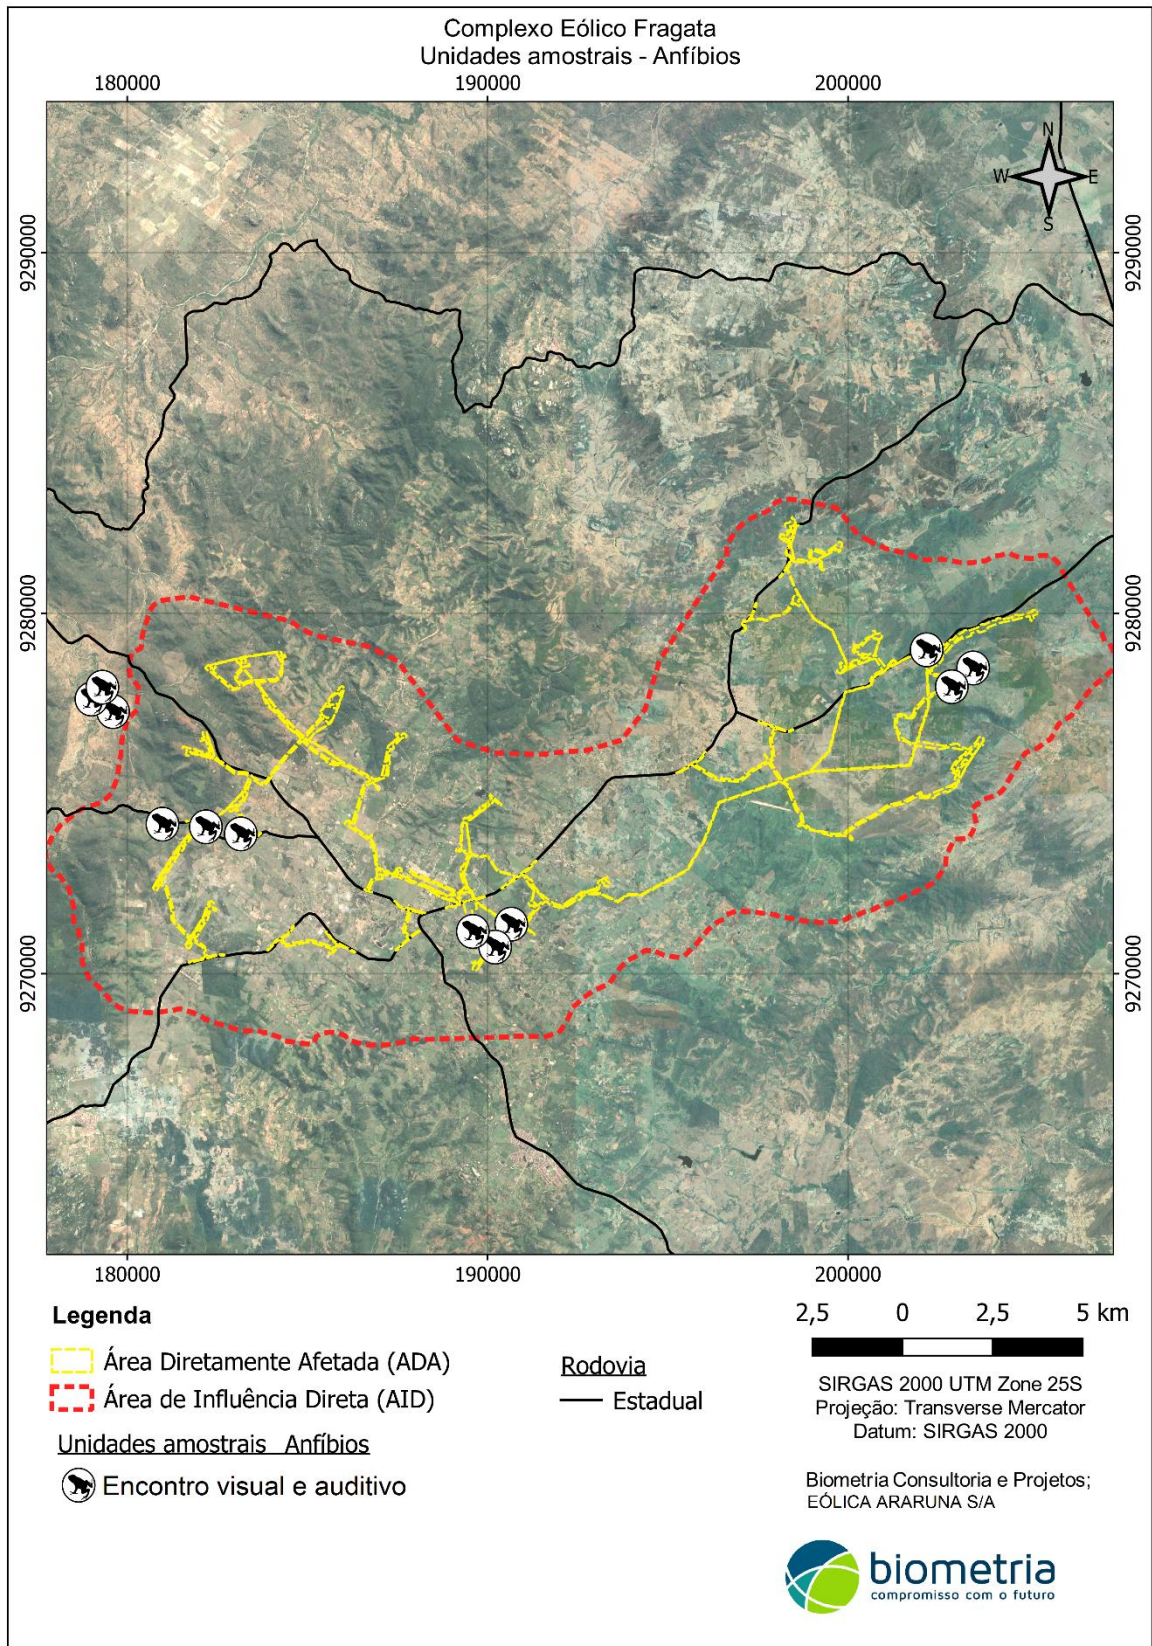 Complexo Eólico Fragata
Unidades amostrais - Anfíbios
180000
190000
200000
N
W
E
S
9290000
9290000
9280000
9280000
9270000
9270000
180000
190000
200000
Legenda
Área Diretamente Afetada (ADA)
Área de Influência Direta (AID)
Unidades amostrais Anfíbios
Encontro visual e auditivo
Rodovia
Estadual
2,5 0 2,5 5 km
SIRGAS 2000 UTM Zone 25S
Projeção: Transverse Mercator
Datum: SIRGAS 2000
Biometria Consultoria e Projetos;
EÓLICA ARARUNA S/A
biometria
compromisso com o futuro